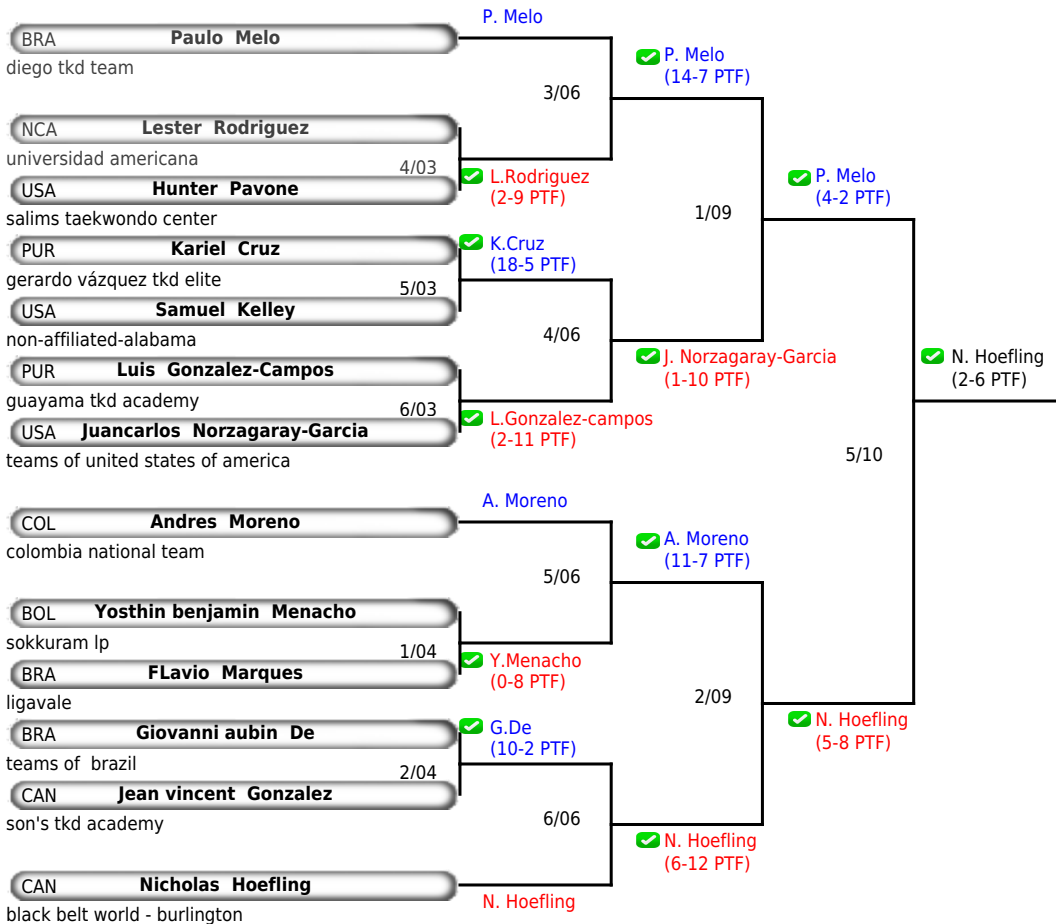 P. Melo
BRA Paulo Melo
diego tkd team
P. Melo
(14-7 PTF)
3/06
NCA Lester Rodriguez
universidad americana
4/03
L.Rodriguez
(2-9 PTF)
USA Hunter Pavone
salims taekwondo center
P. Melo
(4-2 PTF)
1/09
PUR Kariel Cruz
gerardo vázquez tkd elite
K.Cruz
(18-5 PTF)
5/03
USA Samuel Kelley
non-affiliated-alabama
4/06
PUR Luis Gonzalez-Campos
guayama tkd academy
J. Norzagaray-Garcia
(1-10 PTF)
N. Hoefling
(2-6 PTF)
6/03
L.Gonzalez-campos
(2-11 PTF)
USA Juancarlos Norzagaray-Garcia
teams of united states of america
5/10
A. Moreno
COL Andres Moreno
colombia national team
A. Moreno
(11-7 PTF)
5/06
BOL Yosthin benjamin Menacho
sokkuram lp
1/04
Y.Menacho
(0-8 PTF)
BRA FLavio Marques
ligavale
2/09
N. Hoefling
(5-8 PTF)
BRA Giovanni aubin De
teams of brazil
G.De
(10-2 PTF)
2/04
CAN Jean vincent Gonzalez
son's tkd academy
6/06
N. Hoefling
(6-12 PTF)
CAN Nicholas Hoefling
black belt world - burlington
N. Hoefling